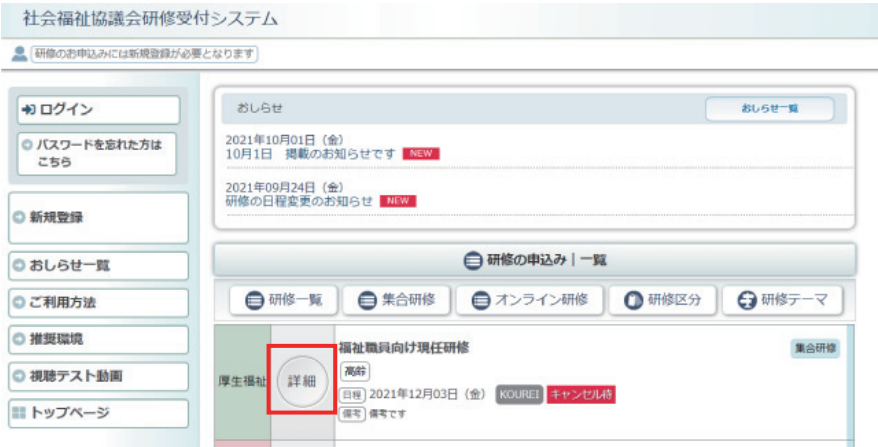 社会福祉協議会研修受付システム
研修のお申込みには新規登録が必要となります
ログイン
パスワードを忘れた方は
こちら
新規登録
おしらせ一覧
ご利用方法
推奨環境
視聴テスト動画
トップページ
おしらせ
おしらせ一覧
2021年10月01日（金）
10月1日　掲載のお知らせです NEW
2021年09月24日（金）
研修の日程変更のお知らせ NEW
研修の申込み｜一覧
研修一覧
集合研修
オンライン研修
研修区分
研修テーマ
厚生福祉
詳細
福祉職員向け現任研修
集合研修
高齢
日程 2021年12月03日（金） KOUREI キャンセル待
備考 備考です